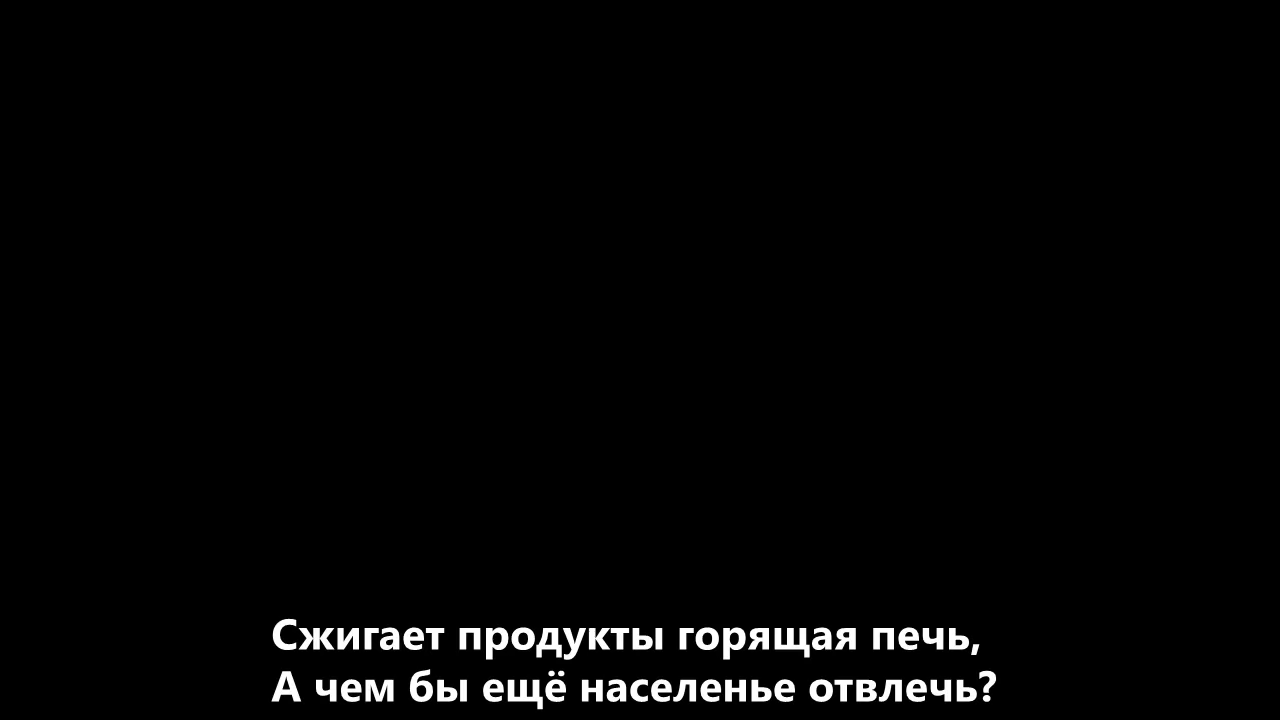 Сжигает продукты горящая печь,
А чем бы ещё населенье отвлечь?